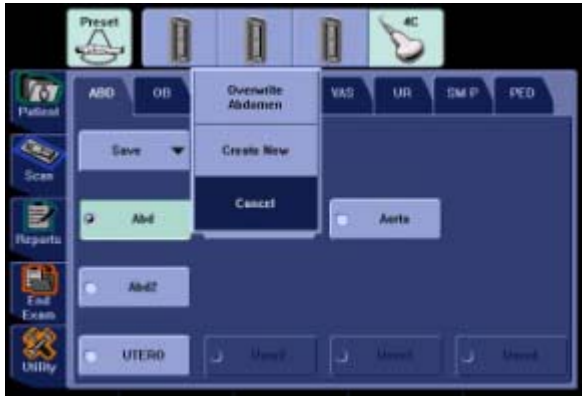 Preset
4C
Patient
ABD
OB
Overwrite
Abdomen
VAS
UR
SM P
PED
Save
Create New
Scan
Cancel
Abd
Aorta
Reports
Abd2
End
Exam
UTERO
User2
Utility